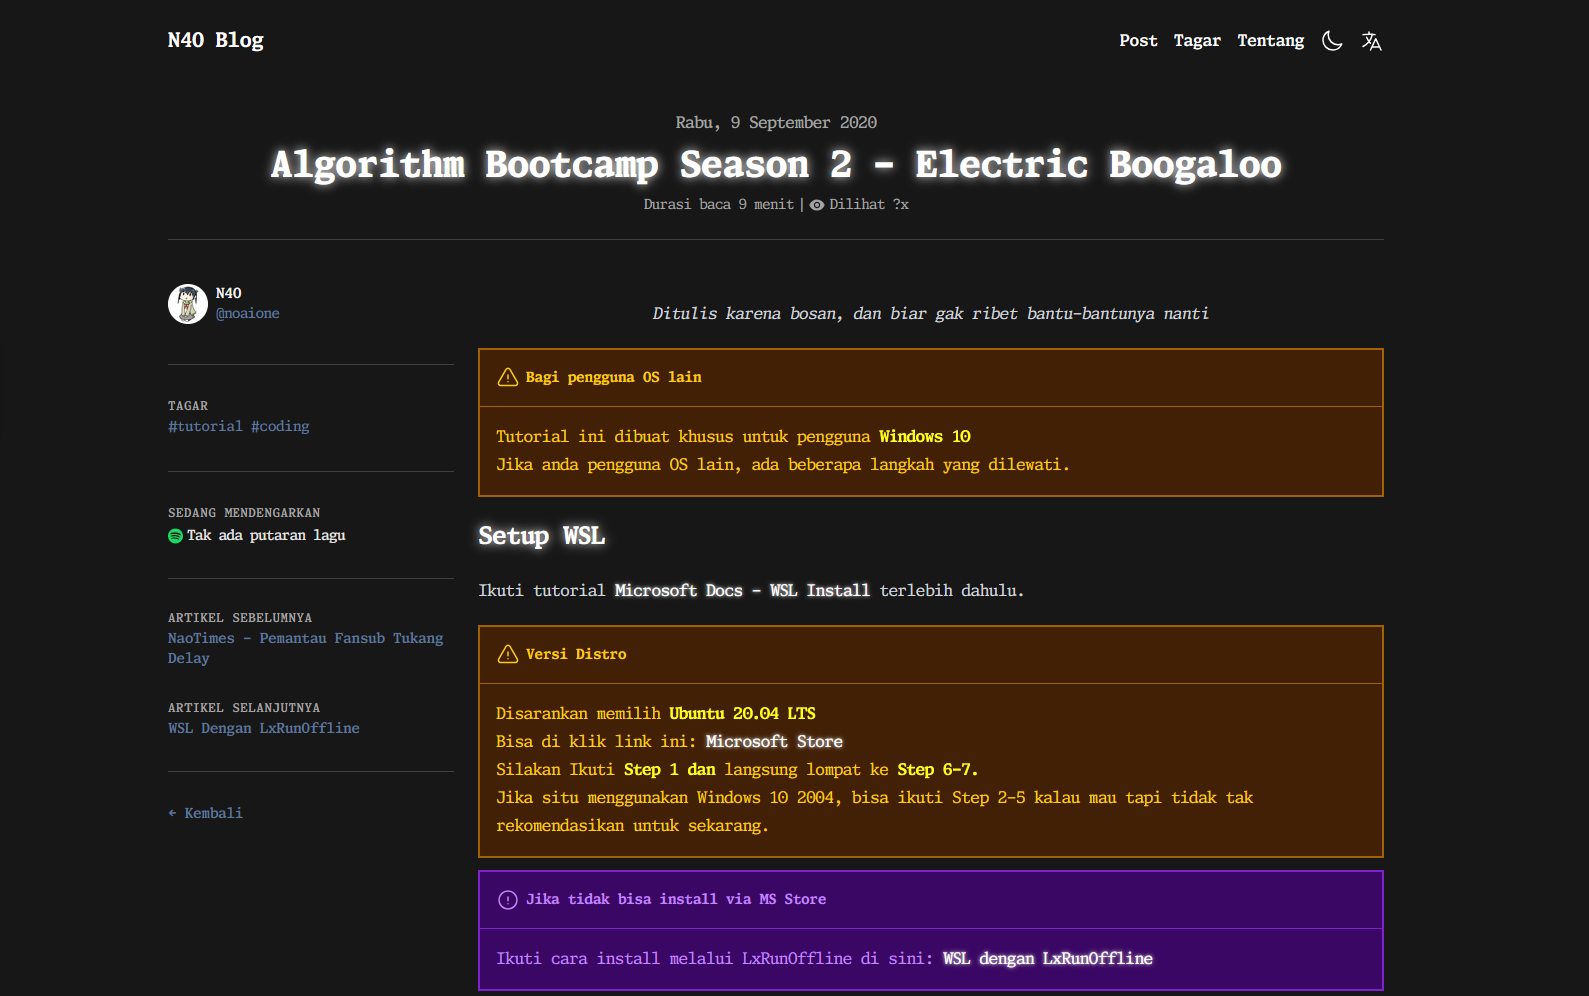 N4O Blog
Post Tagar Tentang
Rabu, 9 September 2020
Algorithm Bootcamp Season 2 - Electric Boogaloo
Durasi baca 9 menit | Dilihat ?x
N4O
@noaione
TAGAR
#tutorial #coding
SEDANG MENDENGARKAN
Tak ada putaran lagu
ARTIKEL SEBELUMNYA
NaoTimes - Pemantau Fansub Tukang
Delay
ARTIKEL SELANJUTNYA
WSL Dengan LxRunOffline
← Kembali
Ditulis karena bosan, dan biar gak ribet bantu-bantunya nanti
Bagi pengguna OS lain
Tutorial ini dibuat khusus untuk pengguna Windows 10
Jika anda pengguna OS lain, ada beberapa langkah yang dilewati.
Setup WSL
Ikuti tutorial Microsoft Docs - WSL Install terlebih dahulu.
Versi Distro
Disarankan memilih Ubuntu 20.04 LTS
Bisa di klik link ini: Microsoft Store
Silakan Ikuti Step 1 dan langsung lompat ke Step 6-7.
Jika situ menggunakan Windows 10 2004, bisa ikuti Step 2-5 kalau mau tapi tidak tak
rekomendasikan untuk sekarang.
Jika tidak bisa install via MS Store
Ikuti cara install melalui LxRunOffline di sini: WSL dengan LxRunOffline